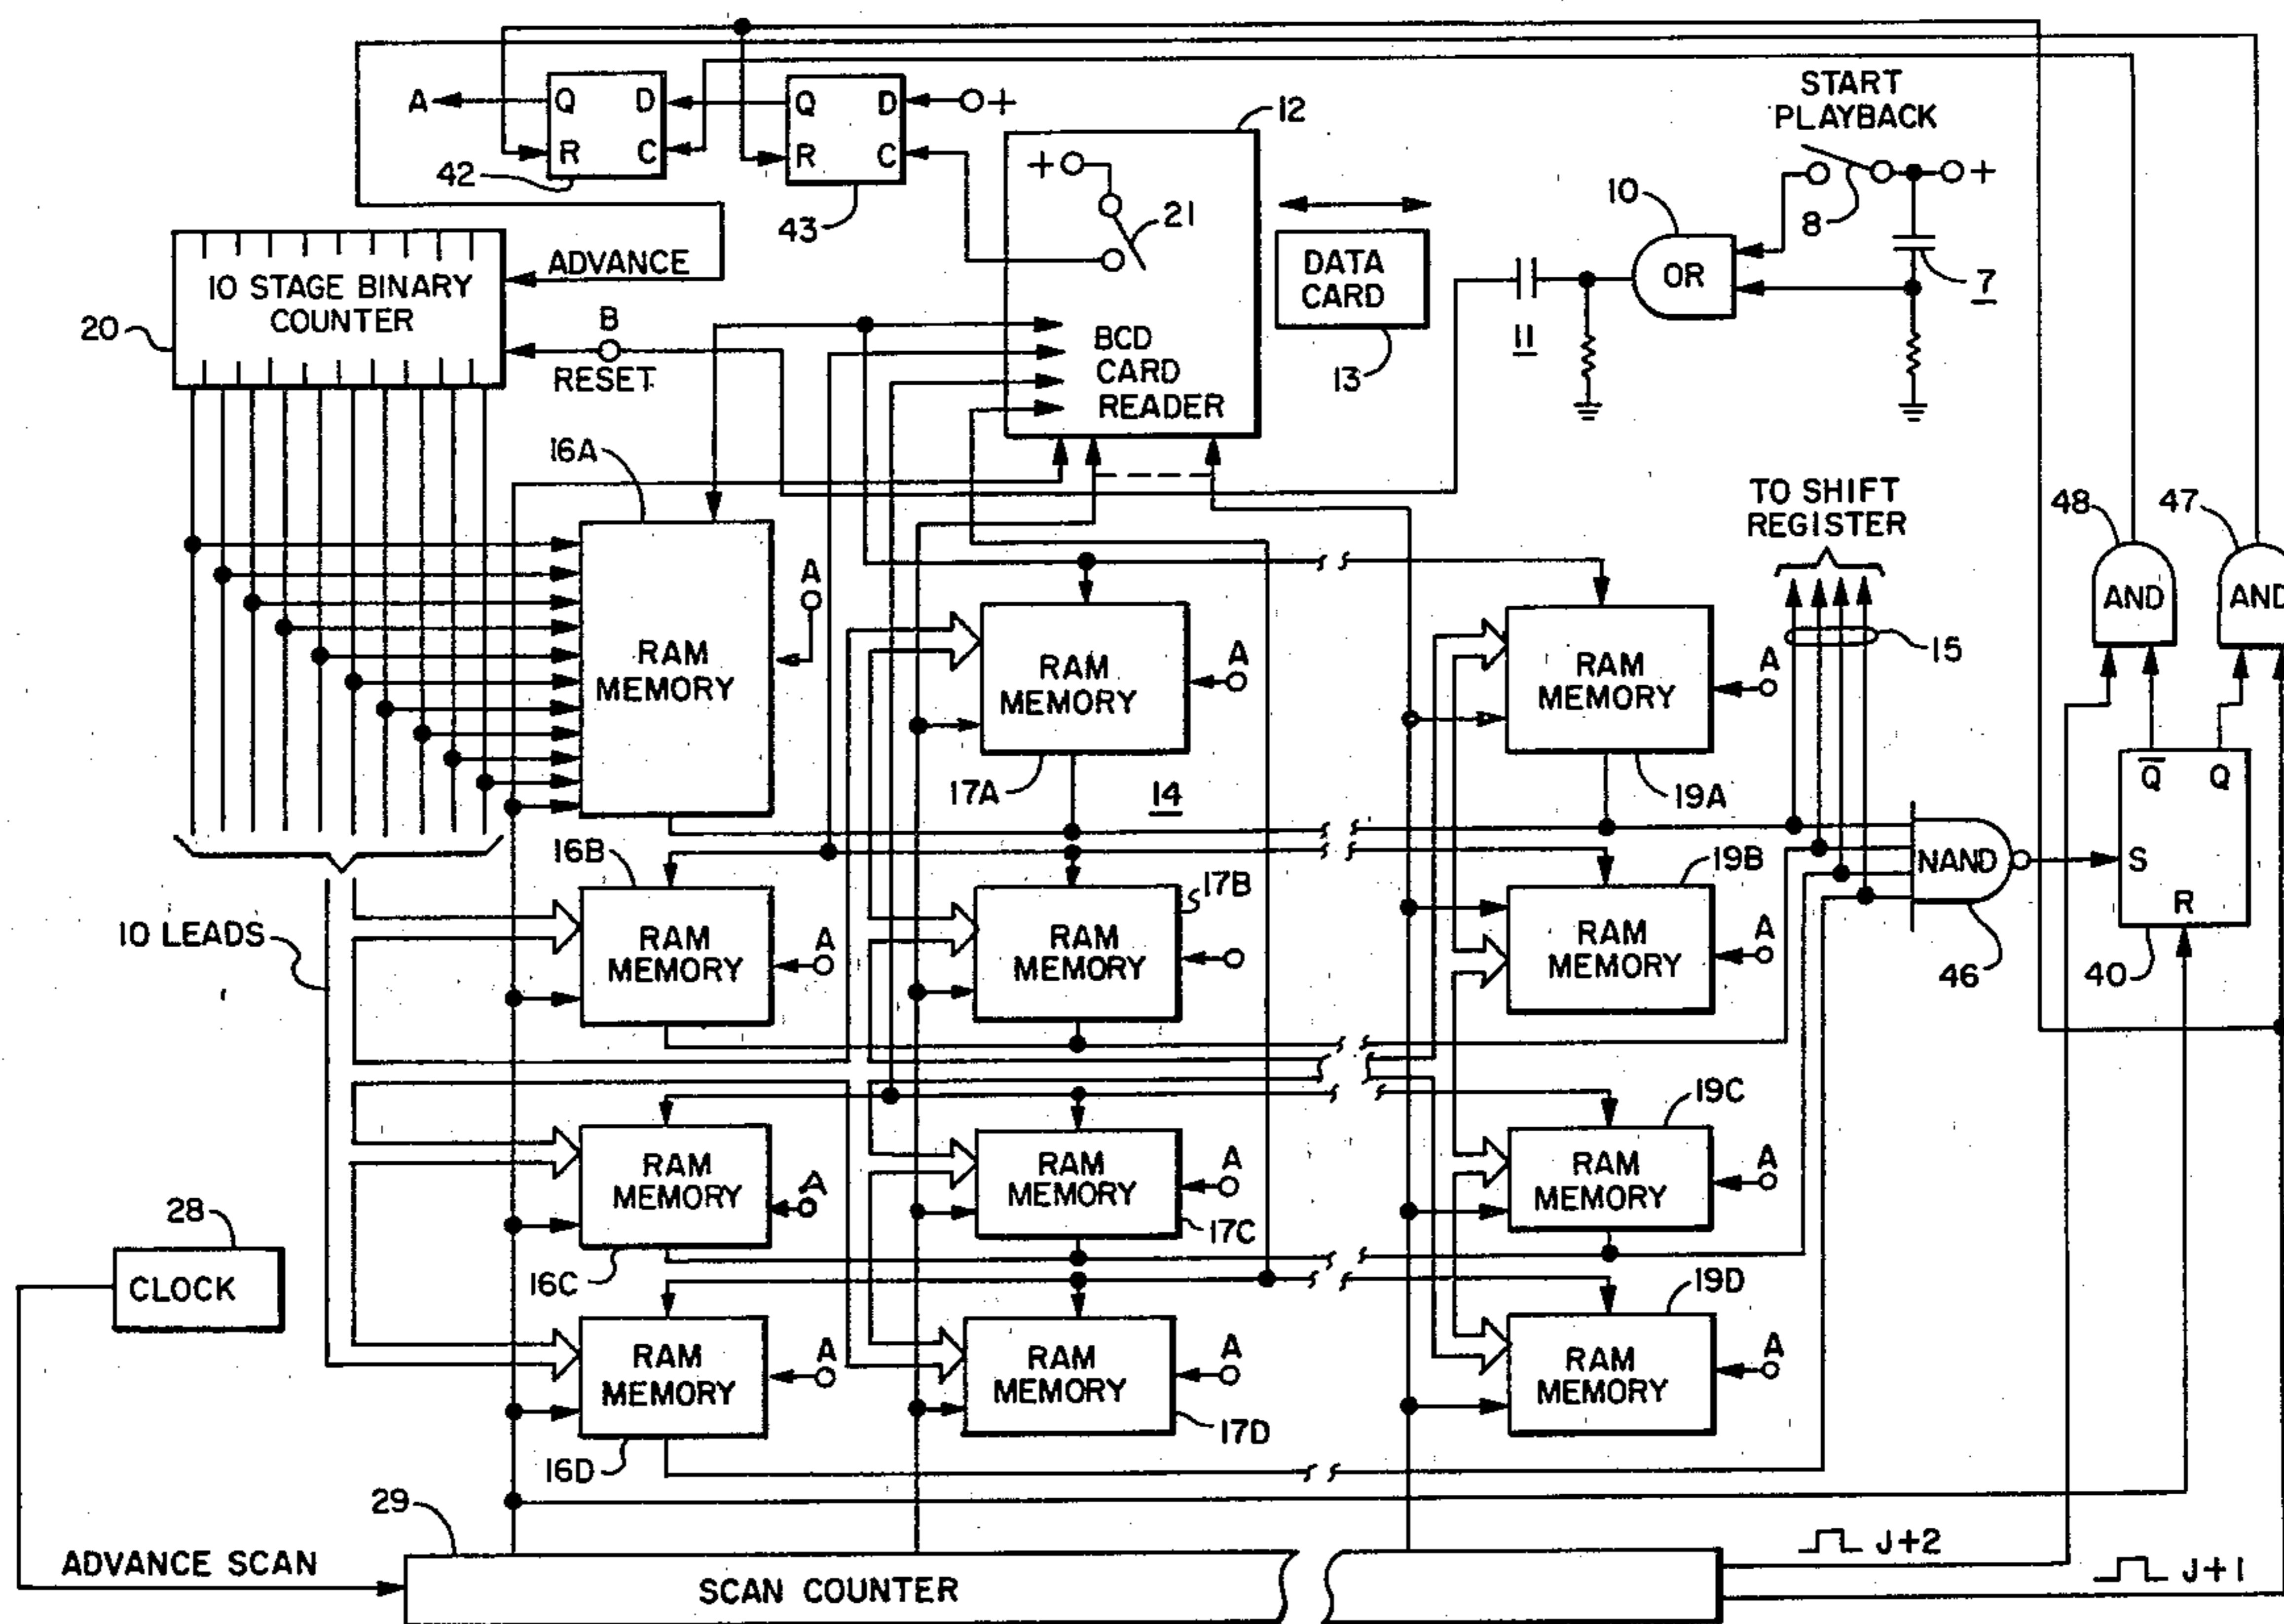 START
PLAYBACK
A
Q
D
R
C
42
Q
D
R
C
43
+
12
+
21
10
8
+
OR
7
11
DATA
CARD
13
BCD
CARD
READER
ADVANCE
10 STAGE BINARY
COUNTER
20
B
RESET
16A
RAM
MEMORY
A
RAM
MEMORY
A
17A
14
RAM
MEMORY
A
19A
TO SHIFT
REGISTER
15
48
47
AND
AND
Q
Q
S
R
40
NAND
46
10 LEADS
16B
RAM
MEMORY
A
17B
RAM
MEMORY
19B
RAM
MEMORY
A
RAM
MEMORY
A
16C
RAM
MEMORY
A
17C
19C
RAM
MEMORY
A
28
CLOCK
RAM
MEMORY
A
16D
RAM
MEMORY
A
17D
19D
RAM
MEMORY
A
29
ADVANCE SCAN
SCAN COUNTER
J+2
J+1